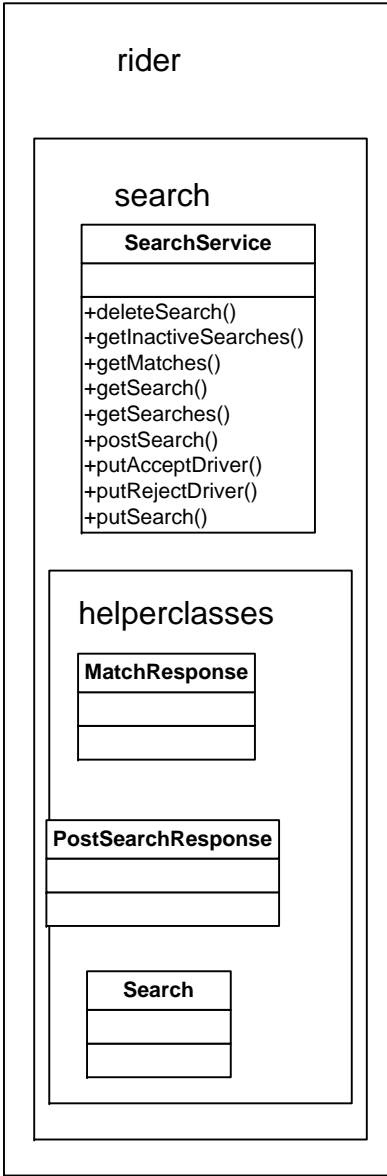 rider
search
SearchService
+deleteSearch()
+getInactiveSearches()
+getMatches()
+getSearch()
+getSearches()
+postSearch()
+putAcceptDriver()
+putRejectDriver()
+putSearch()
helperclasses
MatchResponse
PostSearchResponse
Search